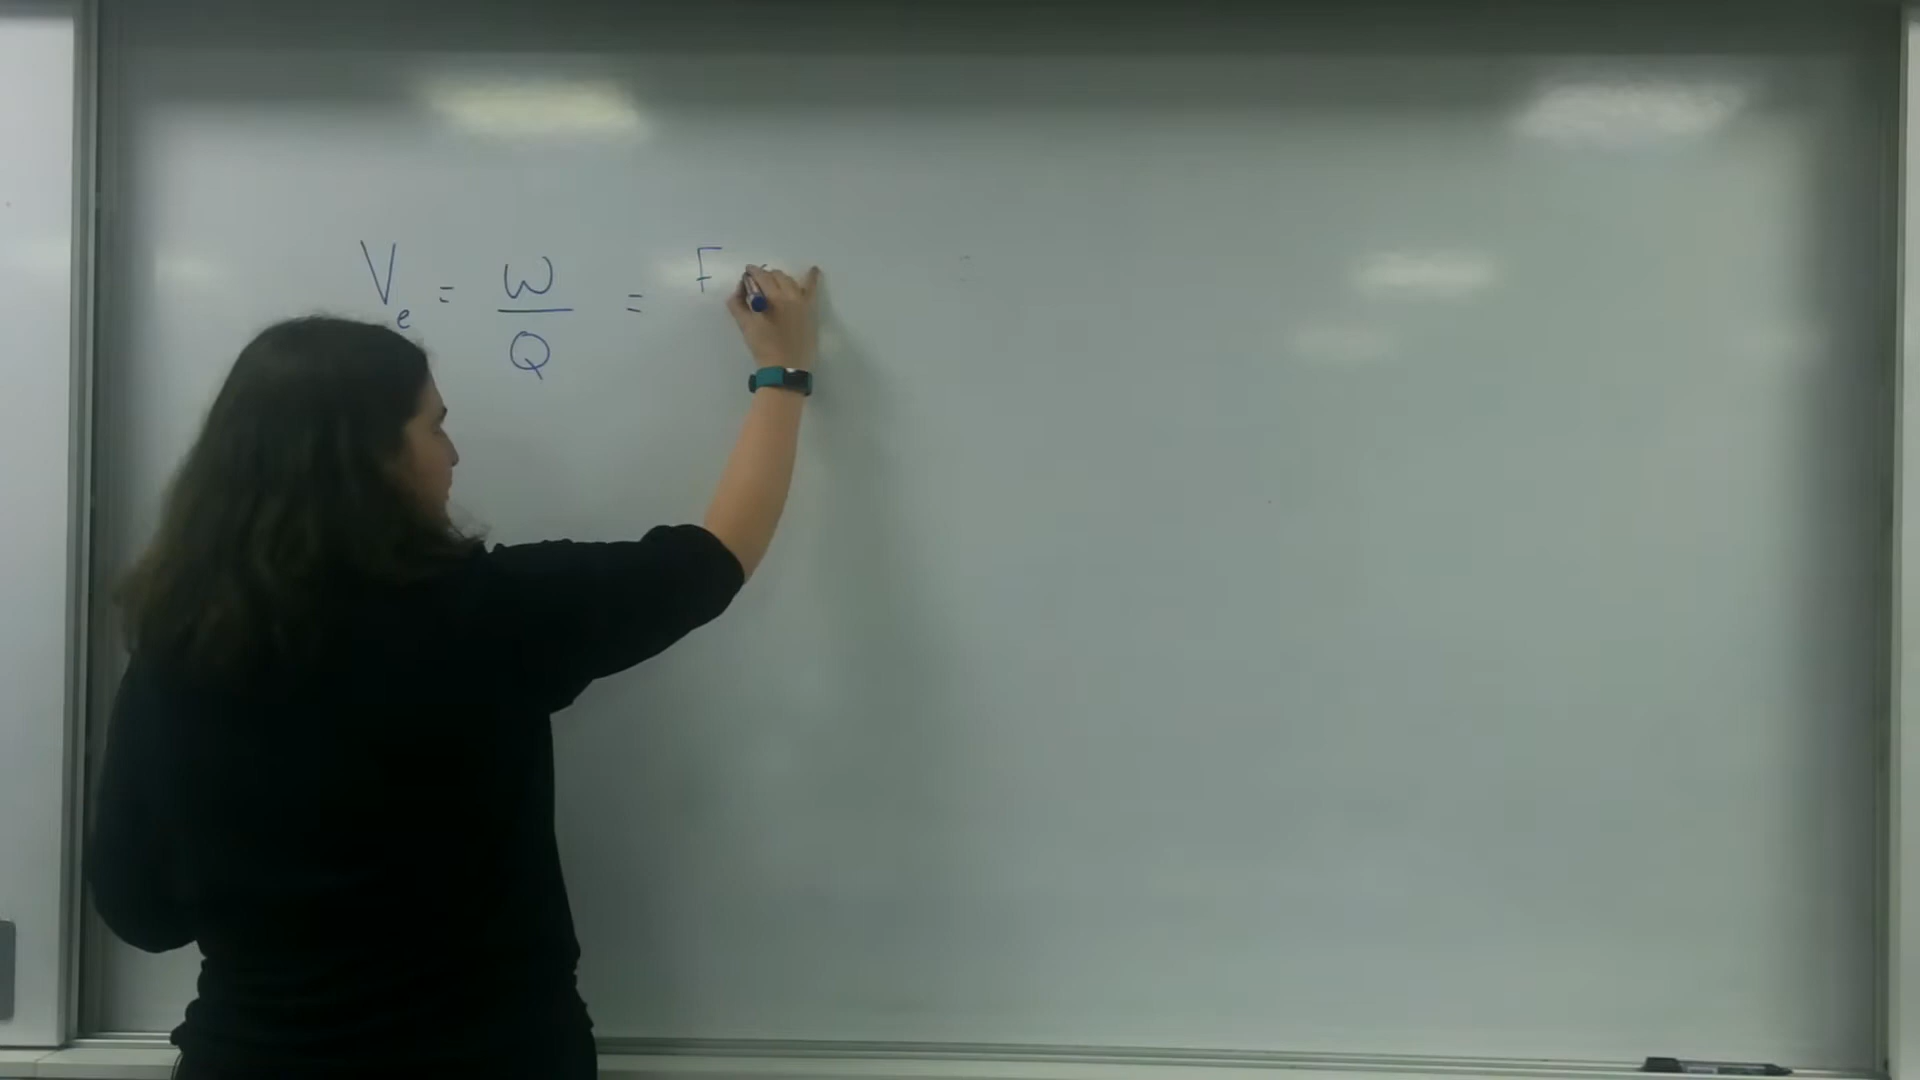 Ve = W/Q = F